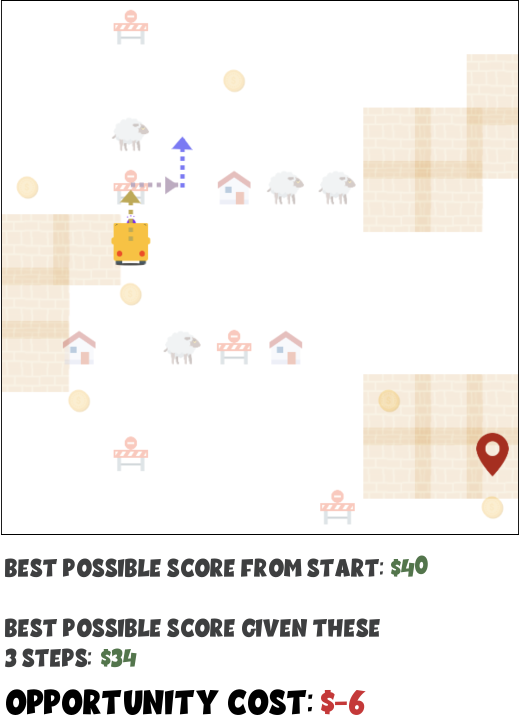 BEST POSSIBLE SCORE FROM START: $40
BEST POSSIBLE SCORE GIVEN THESE
3 STEPS: $34
OPPORTUNITY COST: $-6